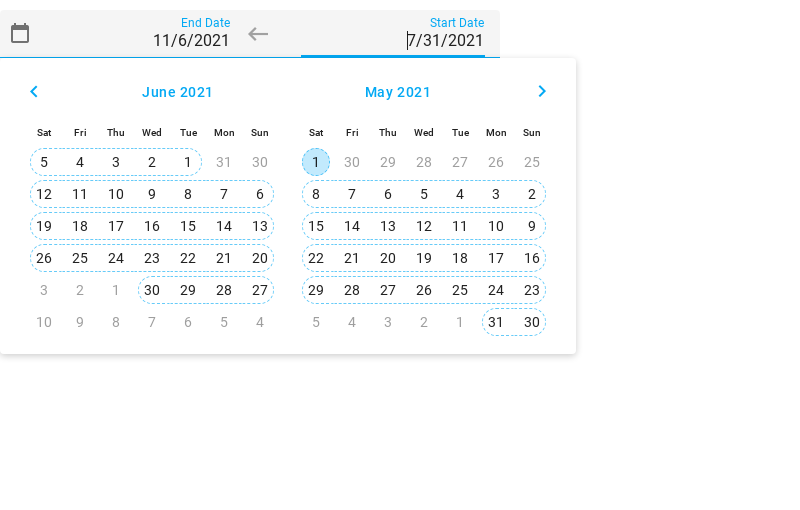 End Date Start Date
11/6/2021 7/31/2021
June 2021 May 2021
Sat Fri Thu Wed Tue Mon Sun Sat Fri Thu Wed Tue Mon Sun
5 4 3 2 1 31 30 1 30 29 28 27 26 25
12 11 10 9 8 7 6 8 7 6 5 4 3 2
19 18 17 16 15 14 13 15 14 13 12 11 10 9
26 25 24 23 22 21 20 22 21 20 19 18 17 16
3 2 1 30 29 28 27 29 28 27 26 25 24 23
10 9 8 7 6 5 4 5 4 3 2 1 31 30